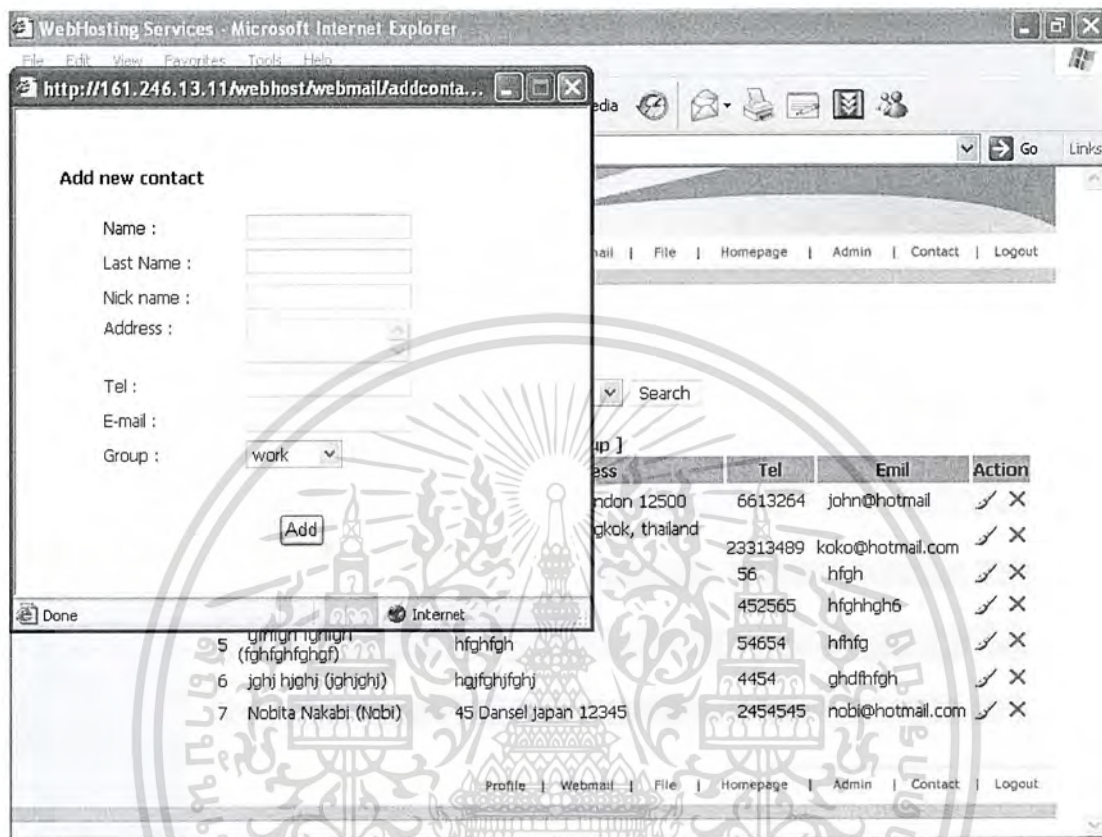 WebHosting Services - Microsoft Internet Explorer
File Edit View Favorites Tools Help
http://161.246.13.11/webhost/webmail/addconta...
edia
Go Links
Add new contact
Name :
Last Name :
Nick name :
Address :
Tel :
E-mail :
Group : work
Add
Done Internet
ail | File | Homepage | Admin | Contact | Logout
Search
up ]
ess Tel Emil Action
ndon 12500 6613264 john@hotmail
gkok, thailand
23313489 koko@hotmail.com
56 hfgh
452565 hfghhgh6
5 (fghfghfghgf) hfghfgh 54654 hfhfg
6 jghj hjghj (jghjghj) hgjfghjfghj 4454 ghdfhfgh
7 Nobita Nakabi (Nobi) 45 Dansel japan 12345 2454545 nobi@hotmail.com
Profile | Webmail | File | Homepage | Admin | Contact | Logout